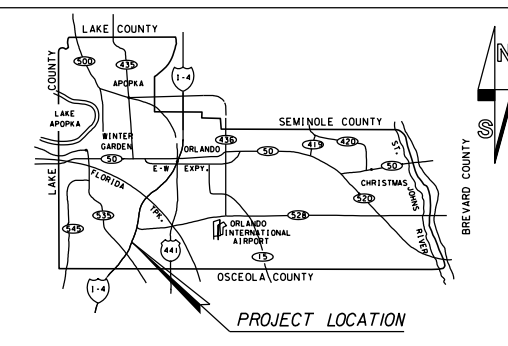 LAKE COUNTY
N
S
COUNTY
LAKE
500
435
I-4
APOPKA
LAKE
APOPKA
WINTER
GARDEN
436
SEMINOLE COUNTY
ORLANDO
50
50
419
420
50
E-W EXPY.
CHRISTMAS
ST. JOHNS RIVER
BREVARD COUNTY
FLORIDA TPK.
520
545
535
528
ORLANDO
INTERNATIONAL
AIRPORT
441
15
OSCEOLA COUNTY
I-4
PROJECT LOCATION